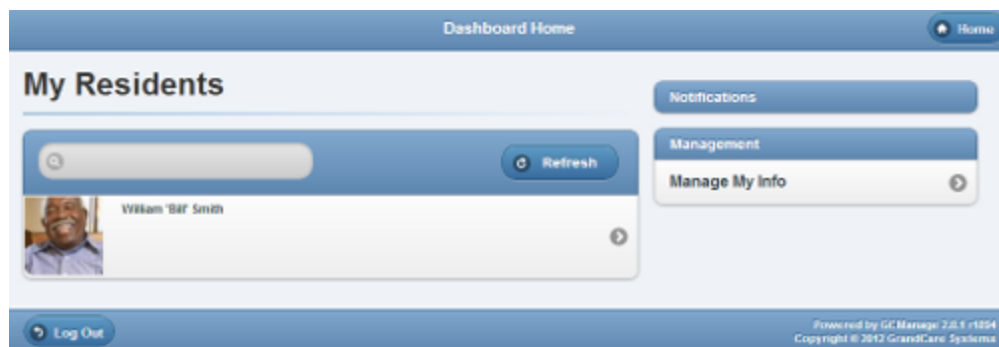 Dashboard Home
Home
My Residents
Notifications
Refresh
Management
Manage My Info
William 'Bill' Smith
Log Out
Powered by GCManage 2.0.1 r1894
Copyright © 2012 GrandCare Systems